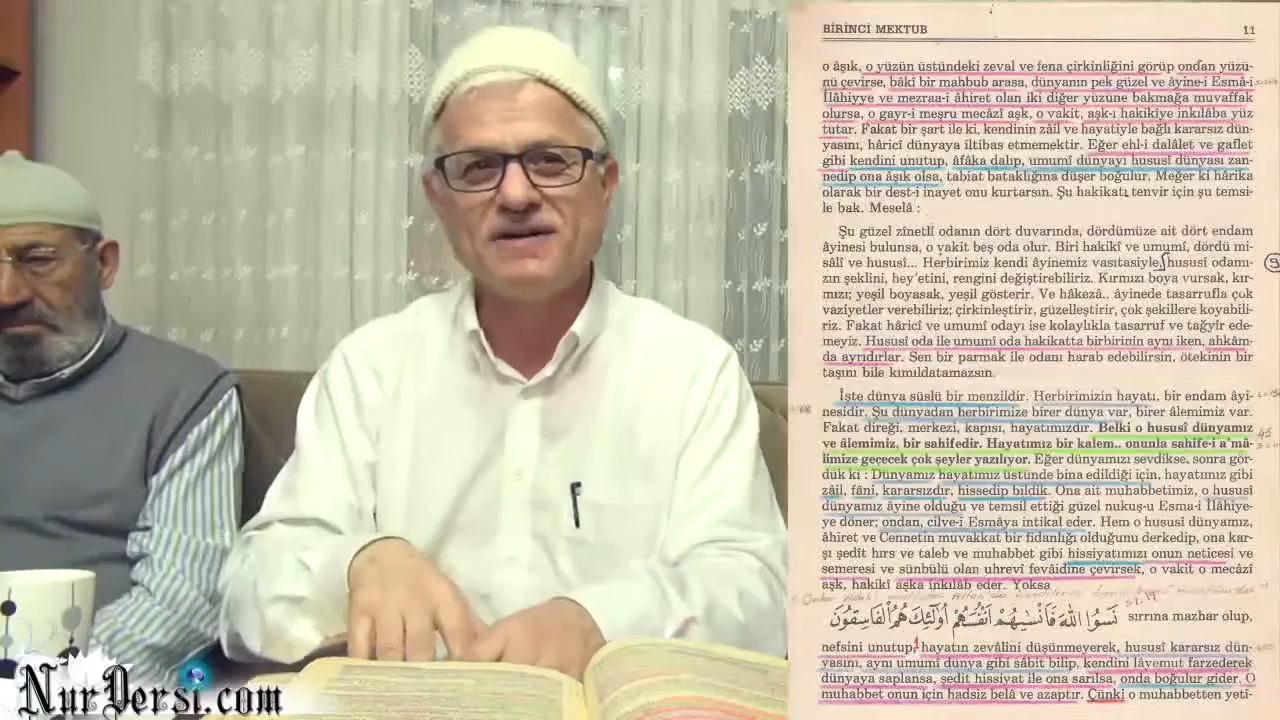 BİRİNCİ MEKTUB 11
o âşık, o yüzün üstündeki zeval ve fena çirkinliğini görüp ondan yüzü-
nü çevirse, bâkî bir mahbub arasa, dünyanın pek güzel ve âyine-i Esmâ-i
İlâhiyye ve mezraa-i âhiret olan iki diğer yüzüne bakmağa muvaffak
olursa, o gayr-i meşru mecâzî aşk, o vakit, aşk-ı hakikîye inkılâba yüz
tutar. Fakat bir şart ile ki, kendinin zâil ve hayatiyle bağlı kararsız dün-
yasını, hâricî dünyaya iltibas etmemektir. Eğer ehl-i dalâlet ve gaflet
gibi kendini unutup, âfâka dalıp, umumî dünyayı hususî dünyası zan-
nedip ona âşık olsa, tabiat bataklığına düşer boğulur. Meğer ki hârika
olarak bir dest-i inayet onu kurtarsın. Şu hakikatı tenvir için şu temsi-
le bak. Meselâ :
Şu güzel zînetli odanın dört duvarında, dördümüze ait dört endam
âyinesi bulunsa, o vakit beş oda olur. Biri hakikî ve umumî, dördü mi-
sâlî ve hususî... Herbirimiz kendi âyinemiz vasıtasiyle, hususî odamı-
zın şeklini, hey'etini, rengini değiştirebiliriz. Kırmızı boya vursak, kır-
mızı; yeşil boyasak, yeşil gösterir. Ve hâkezâ.. âyinede tasarrufla çok
vaziyetler verebiliriz; çirkinleştirir, güzelleştirir, çok şekillere koyabili-
riz. Fakat hâricî ve umumî odayı ise kolaylıkla tasarruf ve tağyîr ede-
meyiz. Hususî oda ile umumî oda hakikatta birbirinin aynı iken, ahkâm-
da ayrıdırlar. Sen bir parmak ile odanı harab edebilirsin, ötekinin bir
taşını bile kımıldatamazsın.
İşte dünya süslü bir menzildir. Herbirimizin hayatı, bir endam âyi-
nesidir. Şu dünyadan herbirimize birer dünya var, birer âlemimiz var.
Fakat direği, merkezi, kapısı, hayatımızdır. Belki o hususî dünyamız
ve âlemimiz, bir sahifedir. Hayatımız bir kalem.. onunla sahife-i a'mâ-
limize geçecek çok şeyler yazılıyor. Eğer dünyamızı sevdikse, sonra gör-
dük ki : Dünyamız hayatımız üstünde bina edildiği için, hayatımız gibi
zâil, fâni, kararsızdır, hissedip bildik. Ona ait muhabbetimiz, o hususî
dünyamız âyine olduğu ve temsil ettiği güzel nukuş-u Esma-i İlâhiye-
ye döner; ondan, cilve-i Esmâya intikal eder. Hem o hususî dünyamız,
âhiret ve Cennetin muvakkat bir fidanlığı olduğunu derkedip, ona kar-
şı şedît hırs ve taleb ve muhabbet gibi hissiyatımızı onun neticesi ve
semeresi ve sünbülü olan uhrevî fevâidine çevirsek, o vakit o mecâzî
aşk, hakikî aşka inkılâb eder. Yoksa
نَسُوا اللّٰهَ فَاَنْسٰيهُمْ اَنْفُسَهُمْ اُولٰٓئِكَ هُمُ الْفَاسِقُونَ sırrına mazhar olup,
nefsini unutup, hayatın zevâlini düşünmeyerek, hususî kararsız dün-
yasını, aynı umumî dünya gibi sâbit bilip, kendini lâyemut farzederek
dünyaya saplansa, şedit hissiyat ile ona sarılsa, onda boğulur gider. O
muhabbet onun için hadsiz belâ ve azaptır. Çünki o muhabbetten yeti-
NurDersi.com